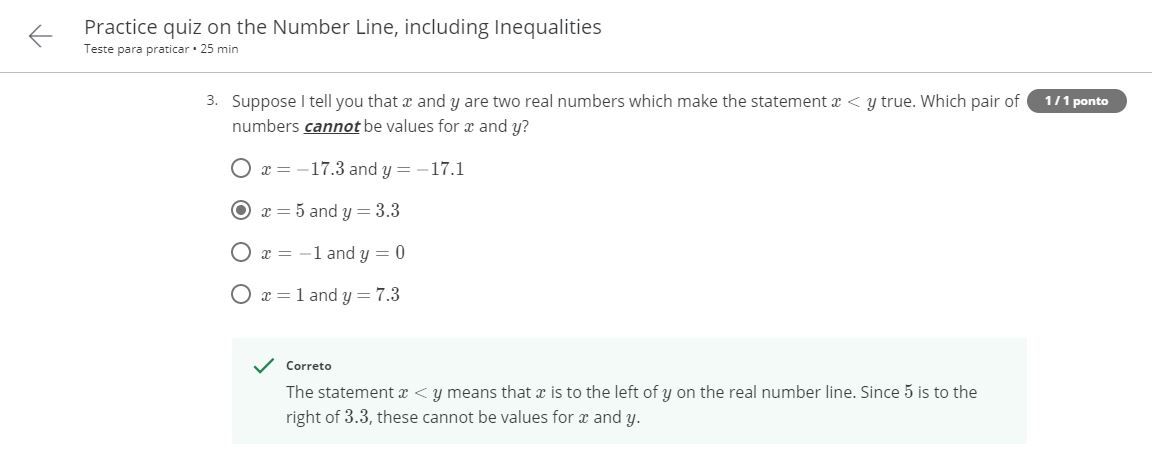 Practice quiz on the Number Line, including Inequalities
Teste para praticar • 25 min
3. Suppose I tell you that x and y are two real numbers which make the statement x < y true. Which pair of 1 / 1 ponto
numbers cannot be values for x and y?
x = −17.3 and y = −17.1
x = 5 and y = 3.3
x = −1 and y = 0
x = 1 and y = 7.3
Correto
The statement x < y means that x is to the left of y on the real number line. Since 5 is to the
right of 3.3, these cannot be values for x and y.